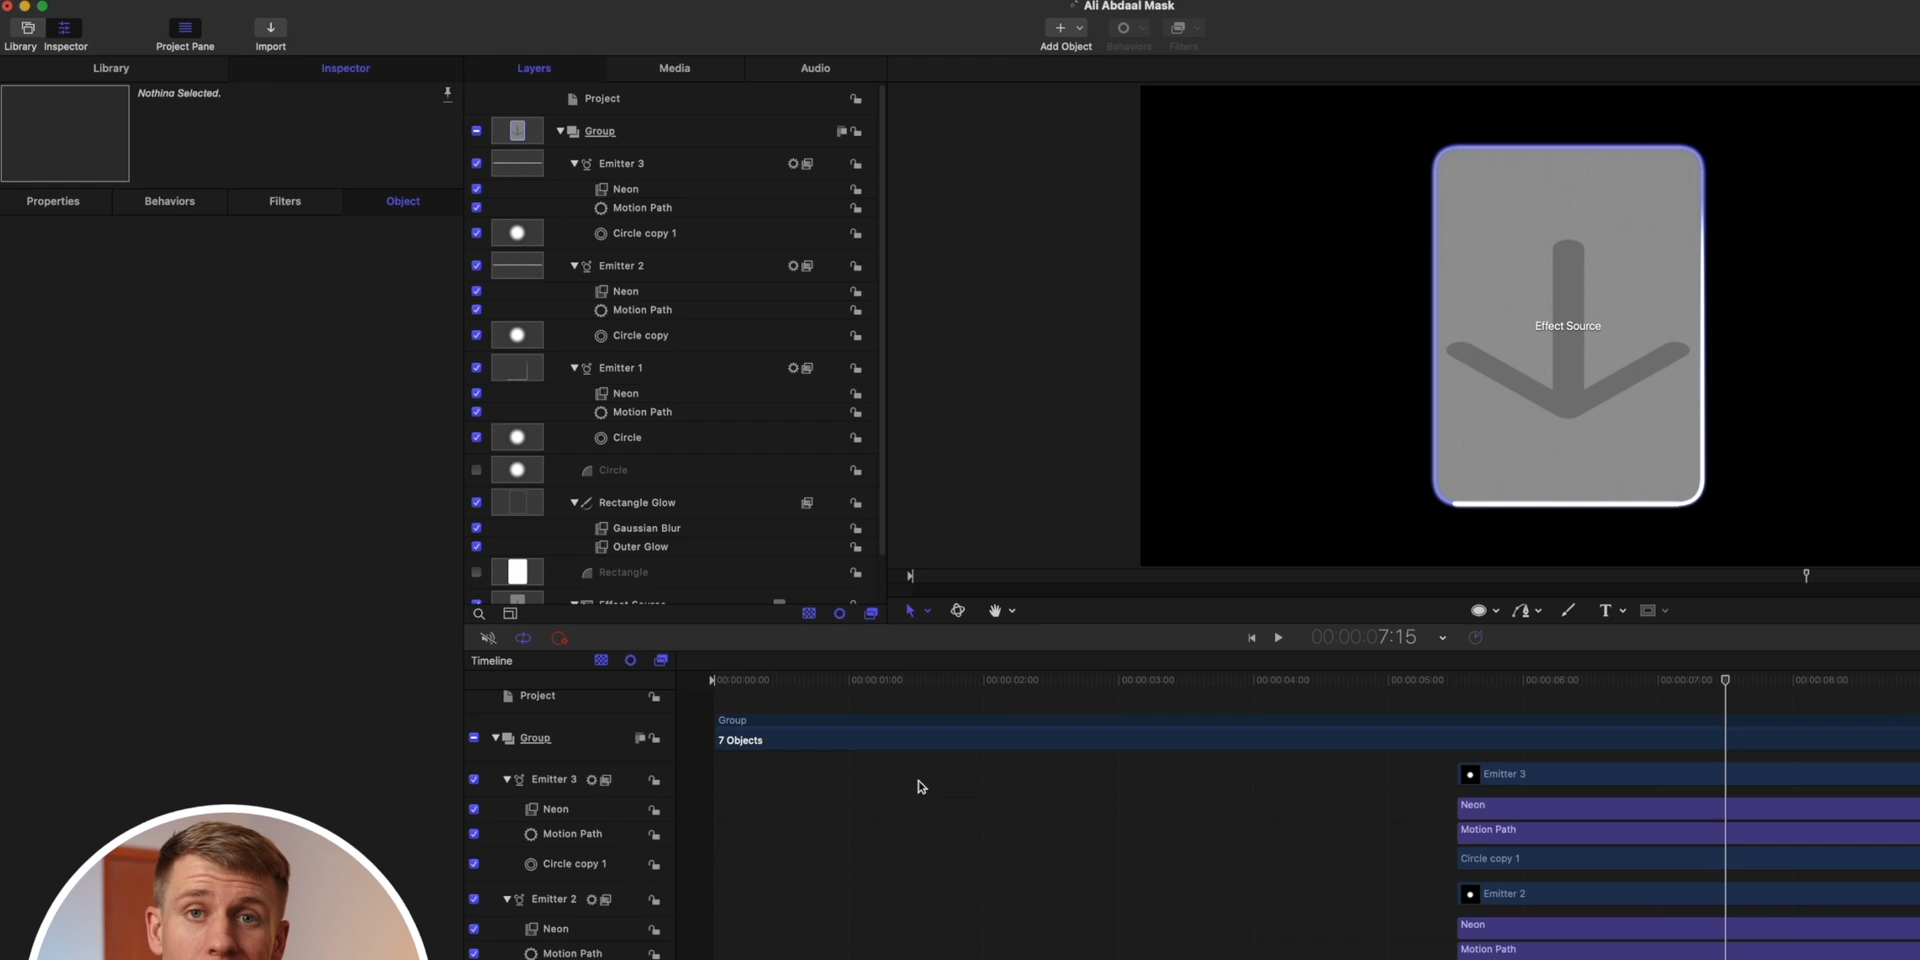 Ali Abdaal Mask
Library
Inspector
Project Pane
Import
Add Object
Behaviors
Filters
Library
Inspector
Layers
Media
Audio
Nothing Selected.
Properties
Behaviors
Filters
Object
Project
Group
Emitter 3
Neon
Motion Path
Circle copy 1
Emitter 2
Neon
Motion Path
Circle copy
Emitter 1
Neon
Motion Path
Circle
Circle
Rectangle Glow
Gaussian Blur
Outer Glow
Rectangle
Effect Source
Effect Source
00:00:07:15
Timeline
00:00:00:00
00:00:01:00
00:00:02:00
00:00:03:00
00:00:04:00
00:00:05:00
00:00:06:00
00:00:07:00
00:00:08:00
Project
Group
Emitter 3
Neon
Motion Path
Circle copy 1
Emitter 2
Neon
Motion Path
Group
7 Objects
Emitter 3
Neon
Motion Path
Circle copy 1
Emitter 2
Neon
Motion Path